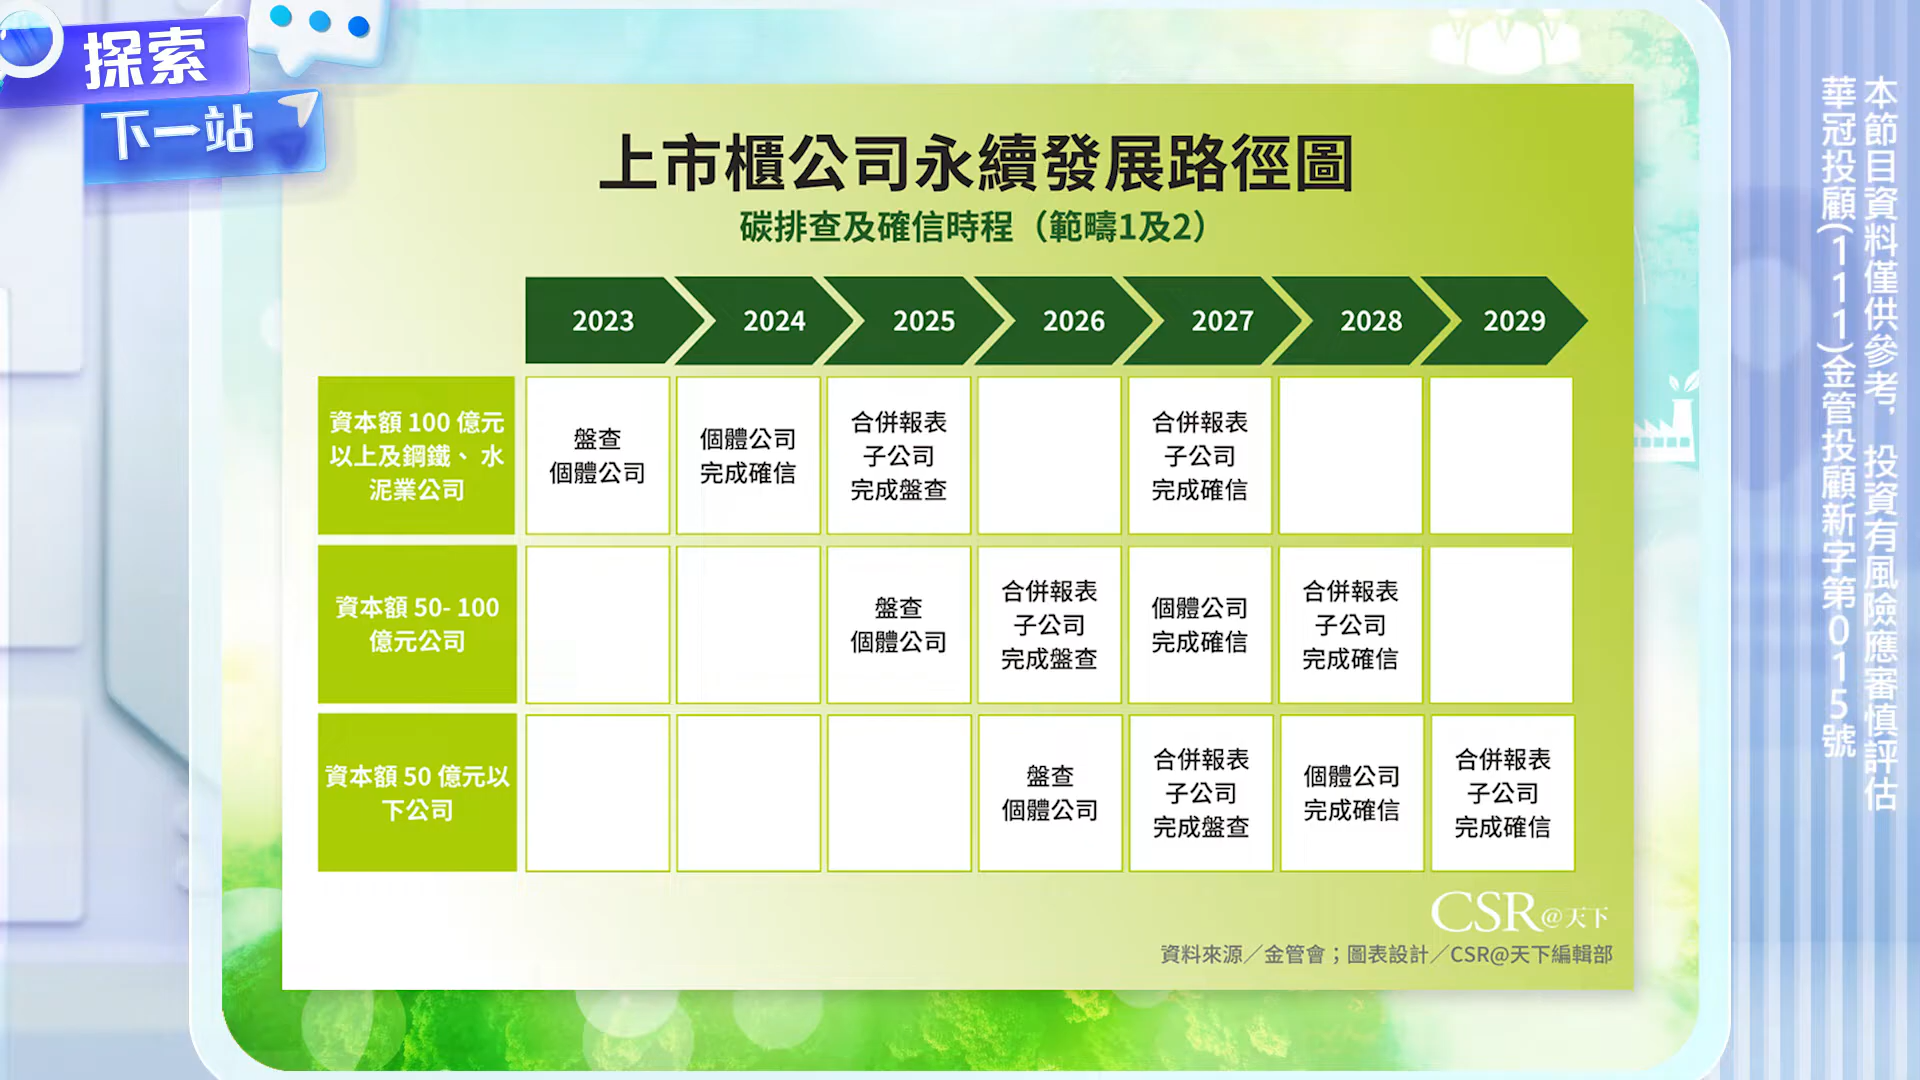 探索
下一站
上市櫃公司永續發展路徑圖
碳排查及確信時程（範疇1及2）
2023 2024 2025 2026 2027 2028 2029
資本額 100 億元
以上及鋼鐵、 水
泥業公司
盤查
個體公司
個體公司
完成確信
合併報表
子公司
完成盤查
合併報表
子公司
完成確信
資本額 50- 100
億元公司
盤查
個體公司
合併報表
子公司
完成盤查
個體公司
完成確信
合併報表
子公司
完成確信
資本額 50 億元以
下公司
盤查
個體公司
合併報表
子公司
完成盤查
個體公司
完成確信
合併報表
子公司
完成確信
CSR@天下
資料來源／金管會；圖表設計／CSR@天下編輯部
本節目資料僅供參考，投資有風險應審慎評估
華冠投顧(111)金管投顧新字第015號